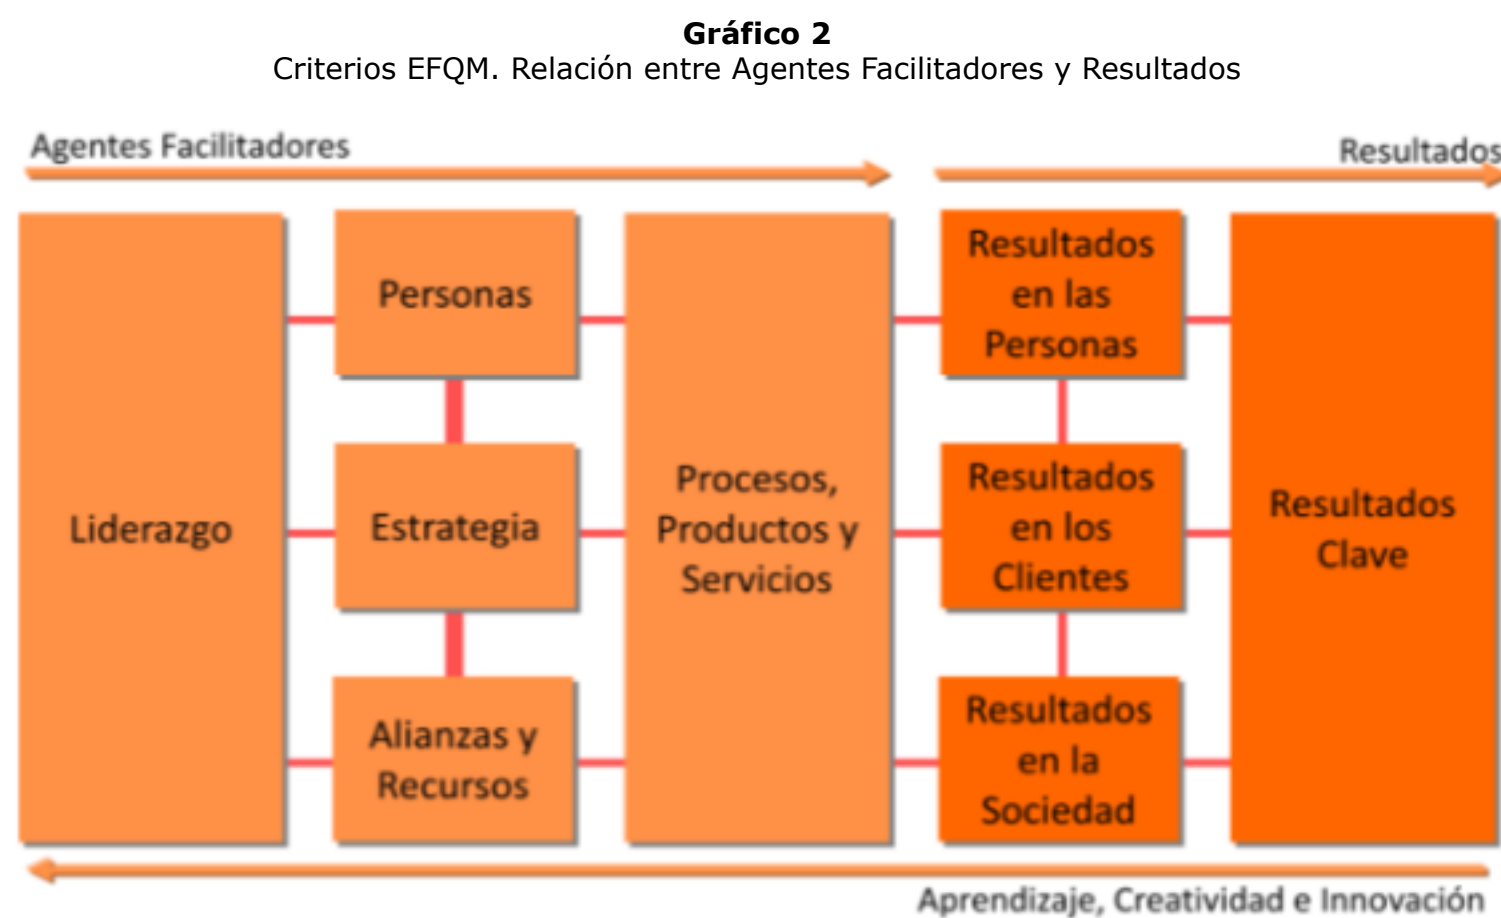 Gráfico 2
Criterios EFQM. Relación entre Agentes Facilitadores y Resultados
Agentes Facilitadores
Resultados
Liderazgo
Personas
Estrategia
Alianzas y
Recursos
Procesos,
Productos y
Servicios
Resultados
en las
Personas
Resultados
en los
Clientes
Resultados
en la
Sociedad
Resultados
Clave
Aprendizaje, Creatividad e Innovación